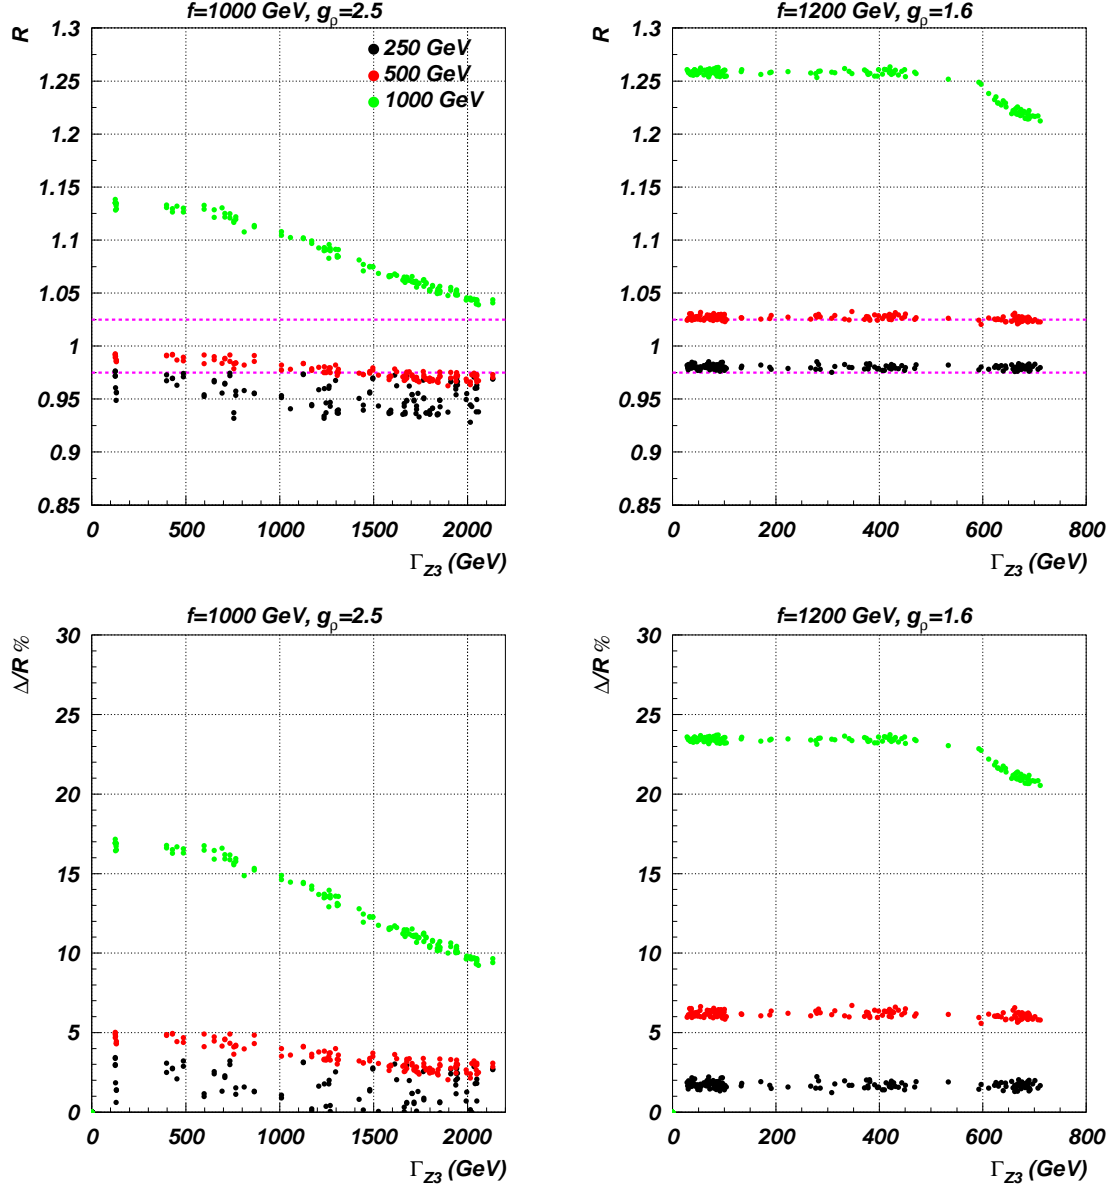 f=1000 GeV, gρ=2.5
R
1.3
1.25
1.2
1.15
1.1
1.05
1
0.95
0.9
0.85
250 GeV
500 GeV
1000 GeV
0 500 1000 1500 2000
ΓZ3 (GeV)
f=1200 GeV, gρ=1.6
R
1.3
1.25
1.2
1.15
1.1
1.05
1
0.95
0.9
0.85
0 200 400 600 800
ΓZ3 (GeV)
f=1000 GeV, gρ=2.5
Δ/R %
30
25
20
15
10
5
0
0 500 1000 1500 2000
ΓZ3 (GeV)
f=1200 GeV, gρ=1.6
Δ/R %
30
25
20
15
10
5
0
0 200 400 600 800
ΓZ3 (GeV)